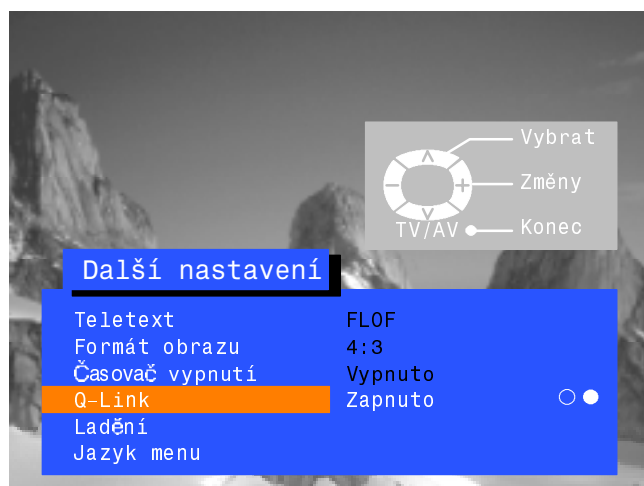 Vybrat
Změny
TV/AV Konec
Další nastavení
Teletext FLOF
Formát obrazu 4:3
Časovač vypnutí Vypnuto
Q-Link Zapnuto
Ladění
Jazyk menu